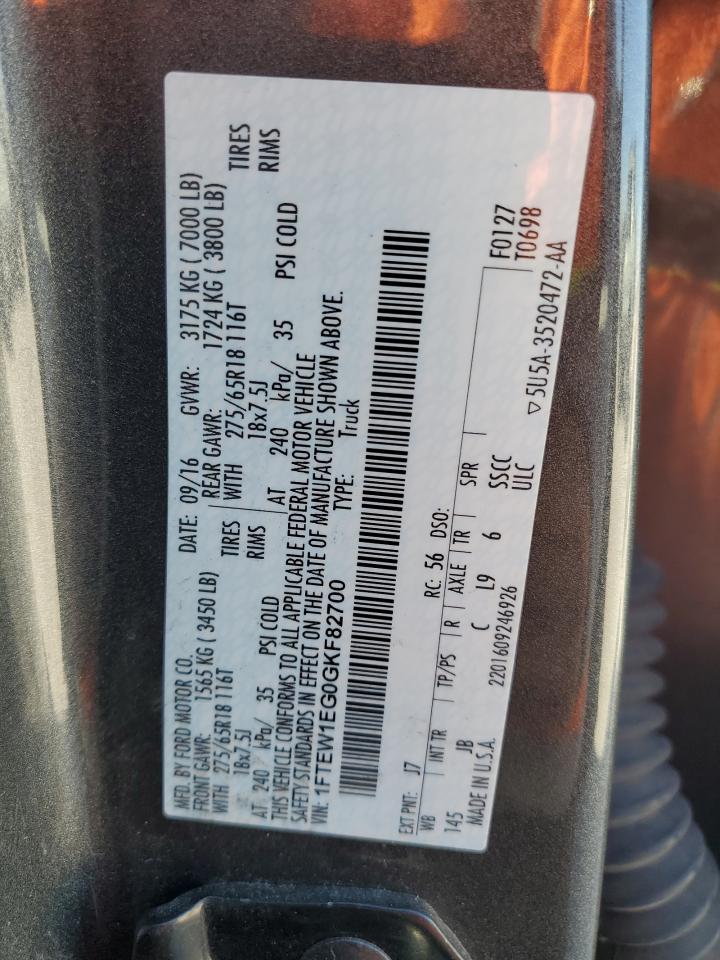 MFD. BY FORD MOTOR CO.
DATE: 09/16 GVWR: 3175 KG ( 7000 LB)
FRONT GAWR: 1565 KG ( 3450 LB)
REAR GAWR: 1724 KG ( 3800 LB)
WITH 275/65R18 116T TIRES
WITH 275/65R18 116T TIRES
18x7.5J RIMS
18x7.5J RIMS
AT 240 kPa/ 35 PSI COLD
AT 240 kPa/ 35 PSI COLD
THIS VEHICLE CONFORMS TO ALL APPLICABLE FEDERAL MOTOR VEHICLE
SAFETY STANDARDS IN EFFECT ON THE DATE OF MANUFACTURE SHOWN ABOVE.
VIN: 1FTEW1EG0GKF82700 TYPE: Truck
EXT PNT: J7 RC: 56 DSO:
WB INT TR TP/PS R AXLE TR SPR
145 JB C L9 6 SSCC F0127
ULC T0698
MADE IN U.S.A. 2201609246926
▽5U5A-3520472-AA